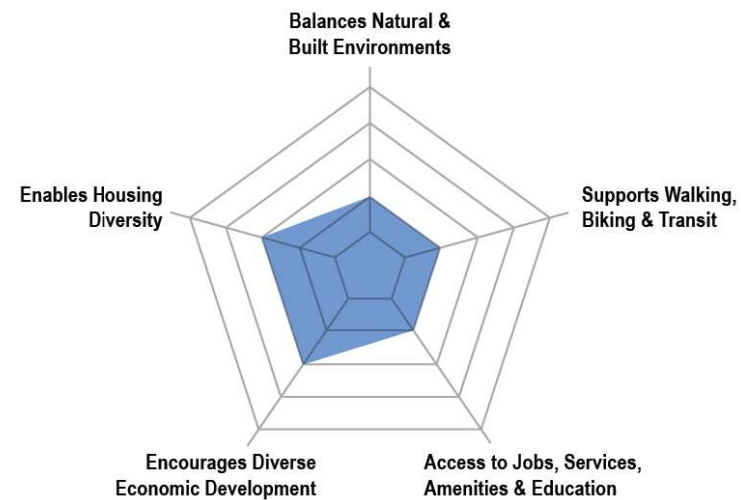 Balances Natural &
Built Environments
Enables Housing
Diversity
Supports Walking,
Biking & Transit
Encourages Diverse
Economic Development
Access to Jobs, Services,
Amenities & Education